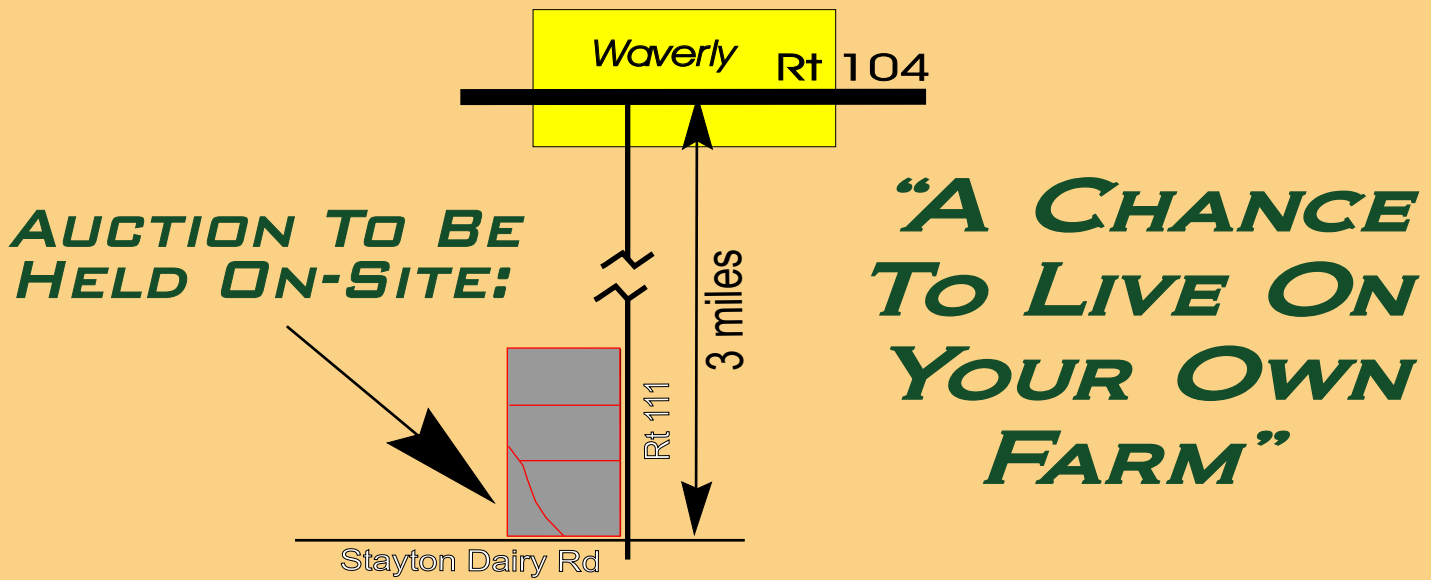 Waverly
Rt 104
AUCTION TO BE
HELD ON-SITE:
3 miles
Rt 111
Stayton Dairy Rd
“A CHANCE
TO LIVE ON
YOUR OWN
FARM”